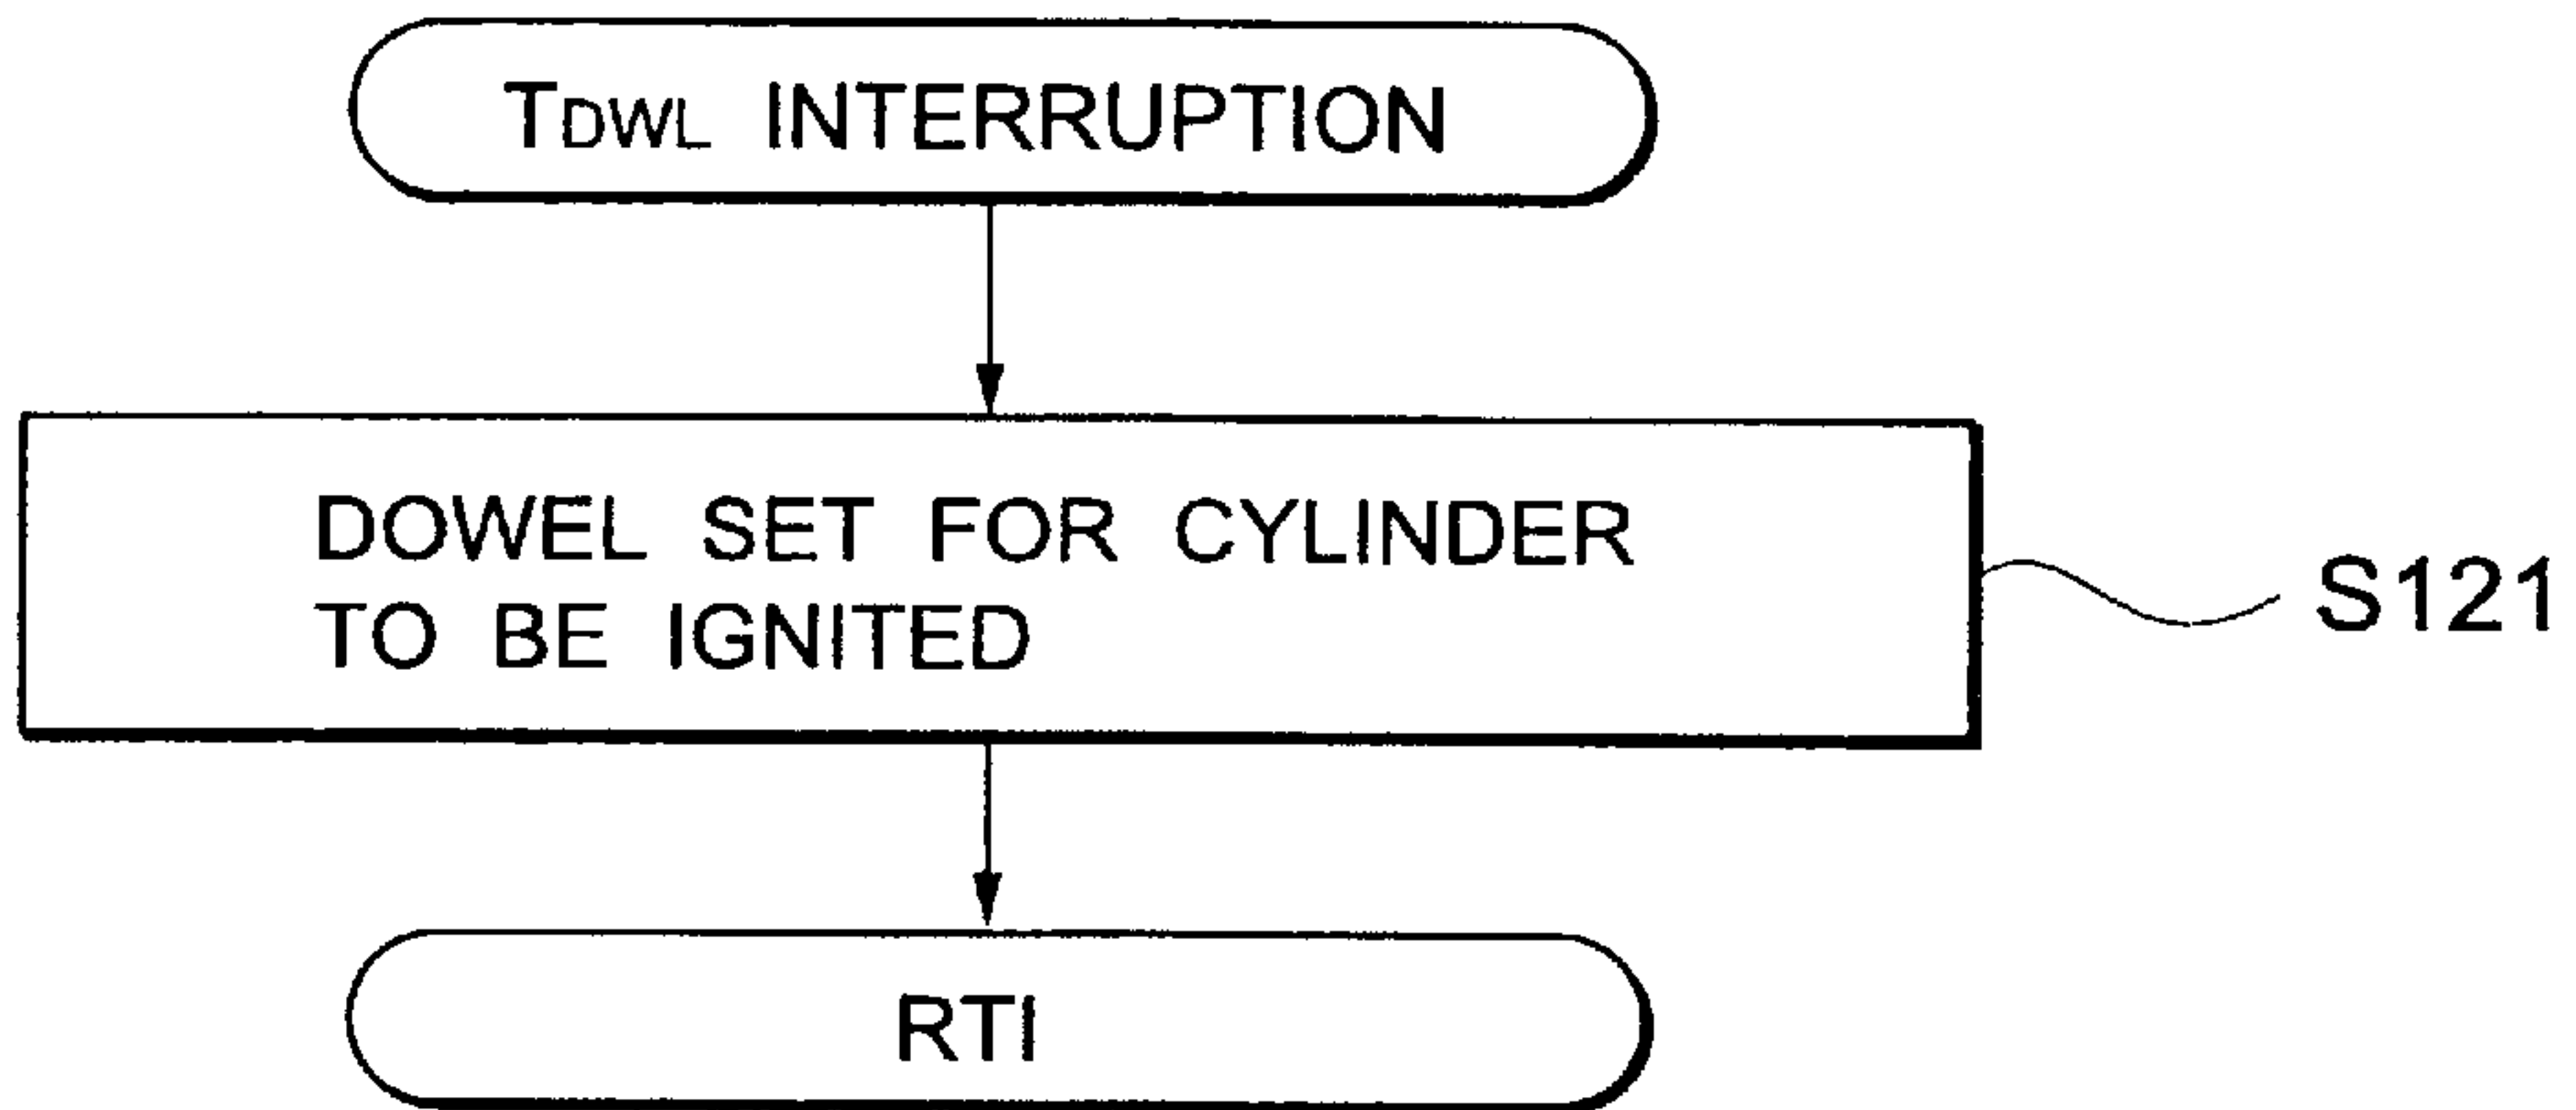 TDWL INTERRUPTION
DOWEL SET FOR CYLINDER
TO BE IGNITED
S121
RTI